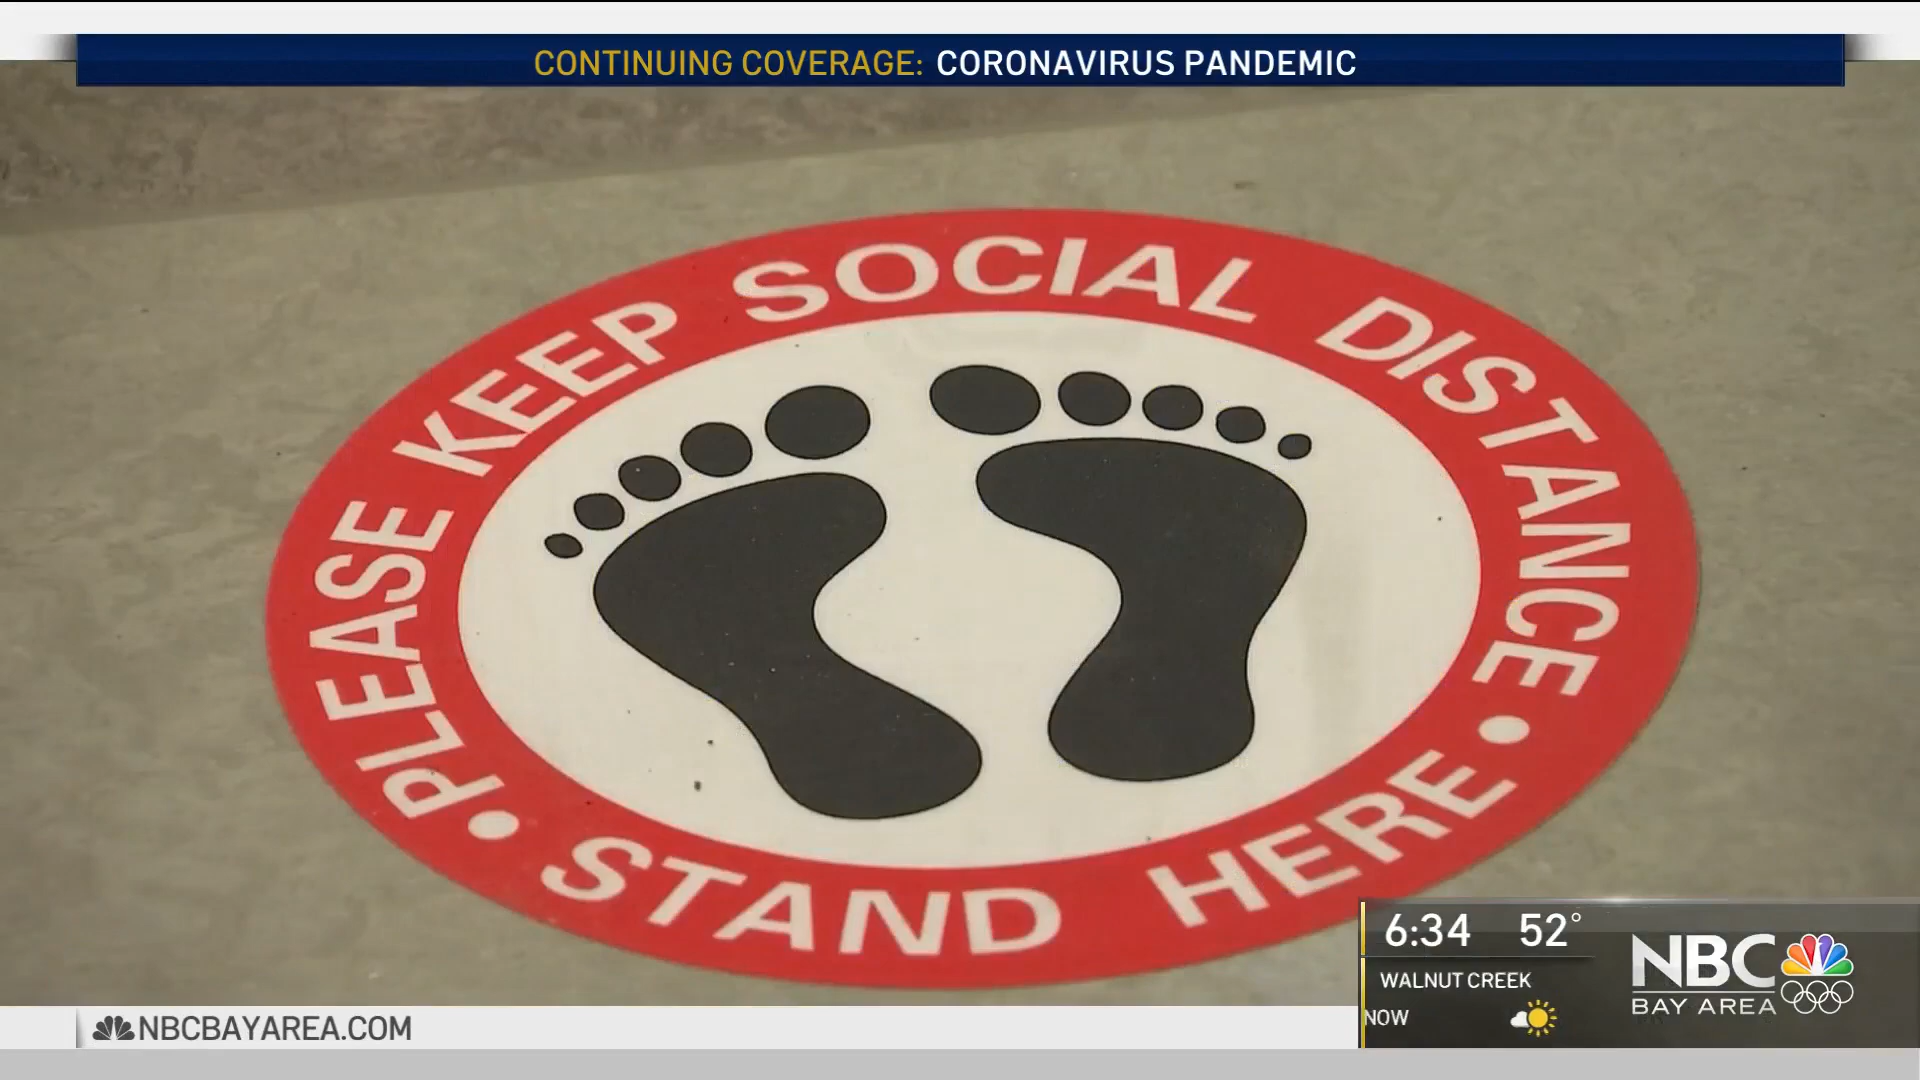 CONTINUING COVERAGE: CORONAVIRUS PANDEMIC
• PLEASE KEEP SOCIAL DISTANCE •
STAND HERE
6:34 52°
WALNUT CREEK
NOW
NBC
BAY AREA
NBCBAYAREA.COM